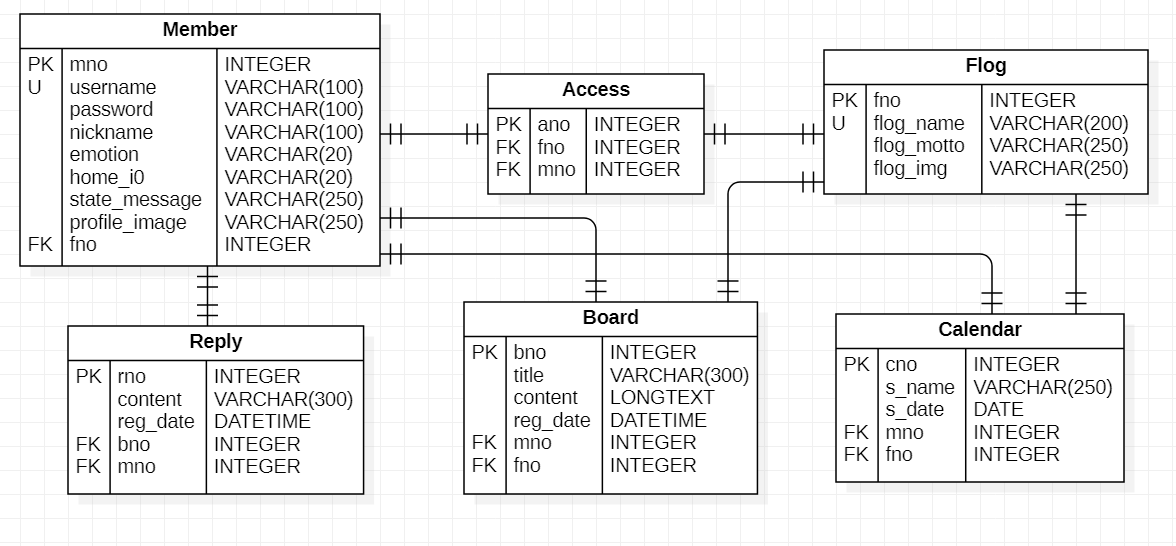 Member
PK mno INTEGER
U username VARCHAR(100)
password VARCHAR(100)
nickname VARCHAR(100)
emotion VARCHAR(20)
home_i0 VARCHAR(20)
state_message VARCHAR(250)
profile_image VARCHAR(250)
FK fno INTEGER
Access
PK ano INTEGER
FK fno INTEGER
FK mno INTEGER
Flog
PK fno INTEGER
U flog_name VARCHAR(200)
flog_motto VARCHAR(250)
flog_img VARCHAR(250)
Reply
PK rno INTEGER
content VARCHAR(300)
reg_date DATETIME
FK bno INTEGER
FK mno INTEGER
Board
PK bno INTEGER
title VARCHAR(300)
content LONGTEXT
reg_date DATETIME
FK mno INTEGER
FK fno INTEGER
Calendar
PK cno INTEGER
s_name VARCHAR(250)
s_date DATE
FK mno INTEGER
FK fno INTEGER